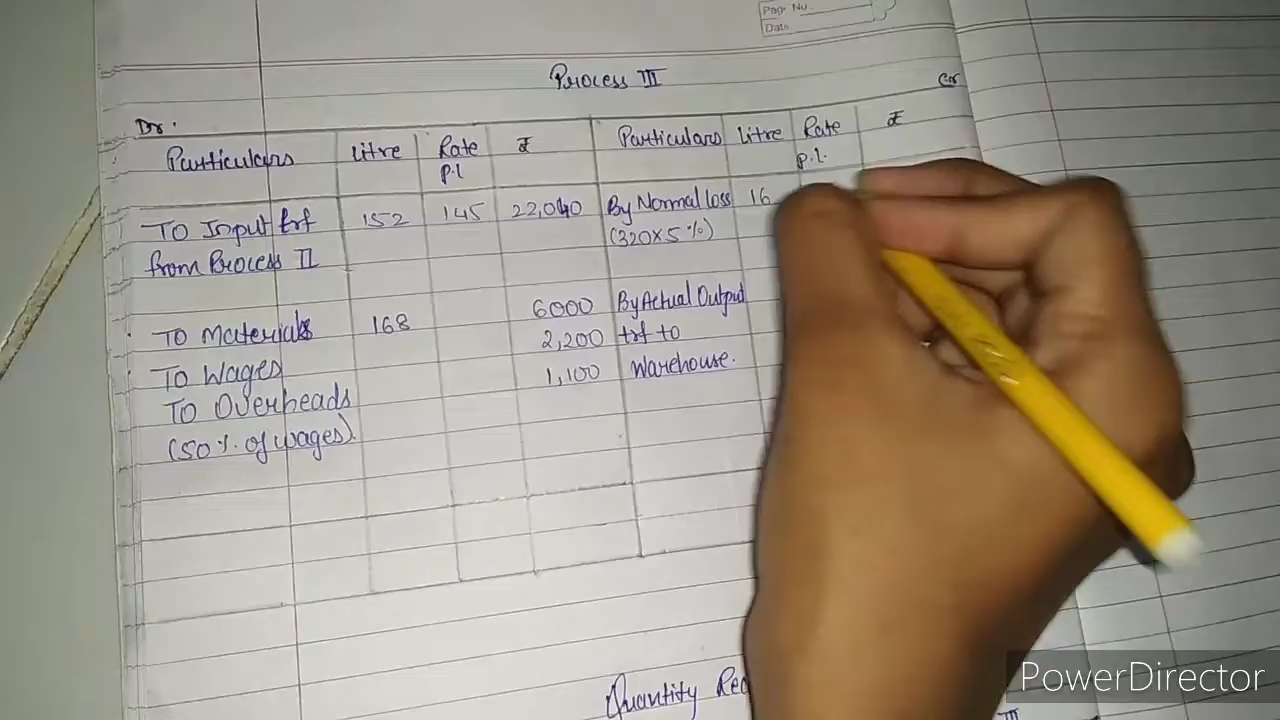 Page No.
Date
Process III
Dr.
Cr
Particulars Litre Rate p.l ₹ Particulars Litre Rate p.l. ₹
To Input trf 152 145 22,040 By Normal Loss 16
from Process II (320x5%)
To Materials 168 6000 By Actual Output
To Wages 2,200 trf to
To Overheads 1,100 Warehouse.
(50% of wages).
Quantity Rec
III
PowerDirector